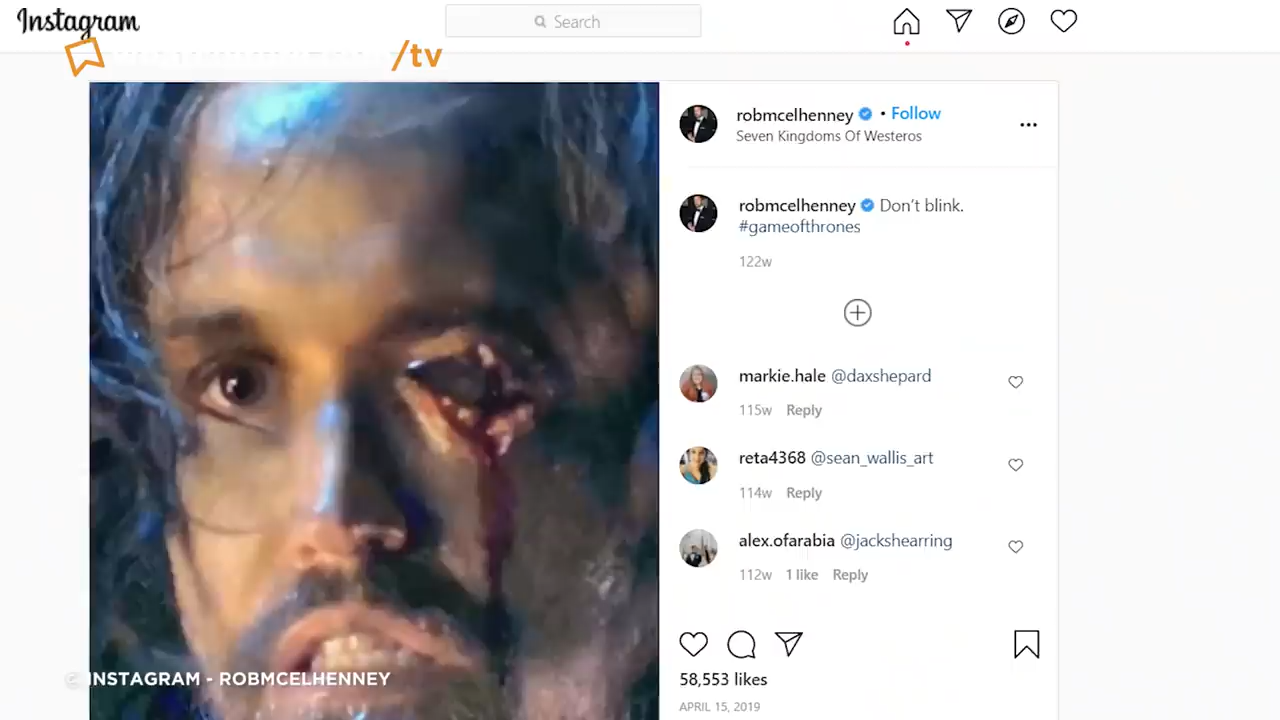 Instagram
Search
/tv
robmcelhenney • Follow
Seven Kingdoms Of Westeros
robmcelhenney Don't blink.
#gameofthrones
122w
markie.hale @daxshepard
115w Reply
reta4368 @sean_wallis_art
114w Reply
alex.ofarabia @jackshearring
112w 1 like Reply
58,553 likes
APRIL 15, 2019
© INSTAGRAM - ROBMCELHENNEY